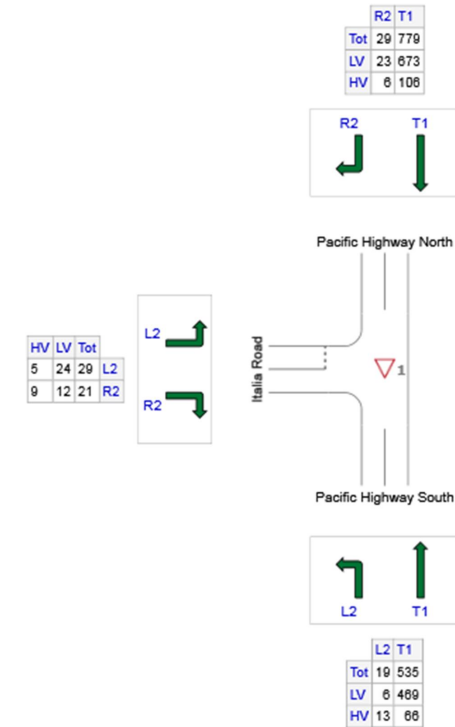 R2 T1
Tot 29 779
LV 23 673
HV 6 106
R2 T1
Pacific Highway North
L2
R2
HV LV Tot
5 24 29 L2
9 12 21 R2
Italia Road
1
Pacific Highway South
L2 T1
L2 T1
Tot 19 535
LV 6 469
HV 13 66